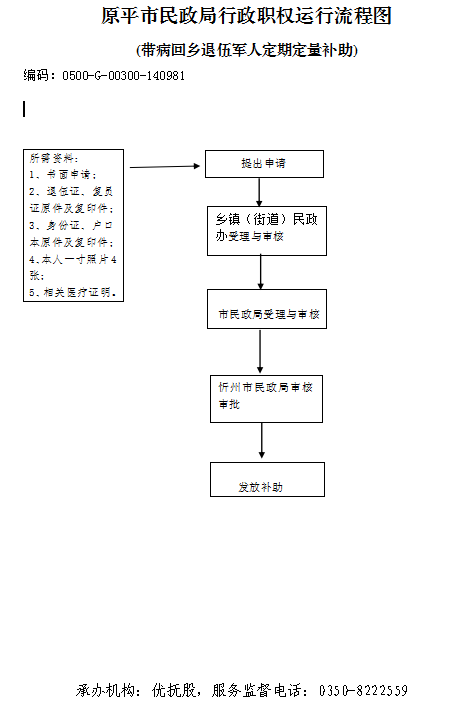 原平市民政局行政职权运行流程图
(带病回乡退伍军人定期定量补助)
编码：0500-G-00300-140981
所需资料：
1、书面申请；
2、退伍证、复员
证原件及复印件；
3、身份证、户口
本原件及复印件；
4、本人一寸照片4
张；
5、相关医疗证明。
提出申请
乡镇（街道）民政
办受理与审核
市民政局受理与审核
忻州市民政局审核
审批
发放补助
承办机构：优抚股，服务监督电话：0350-8222559